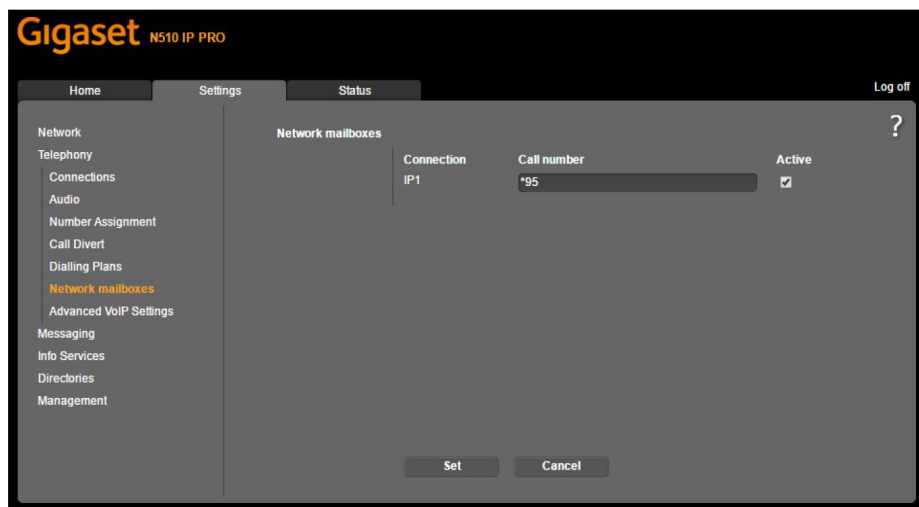 Gigaset N510 IP PRO
Home Settings Status Log off
Network
Telephony
Connections
Audio
Number Assignment
Call Divert
Dialling Plans
Network mailboxes
Advanced VoIP Settings
Messaging
Info Services
Directories
Management
Network mailboxes
?
Connection Call number Active
IP1 *95
Set Cancel